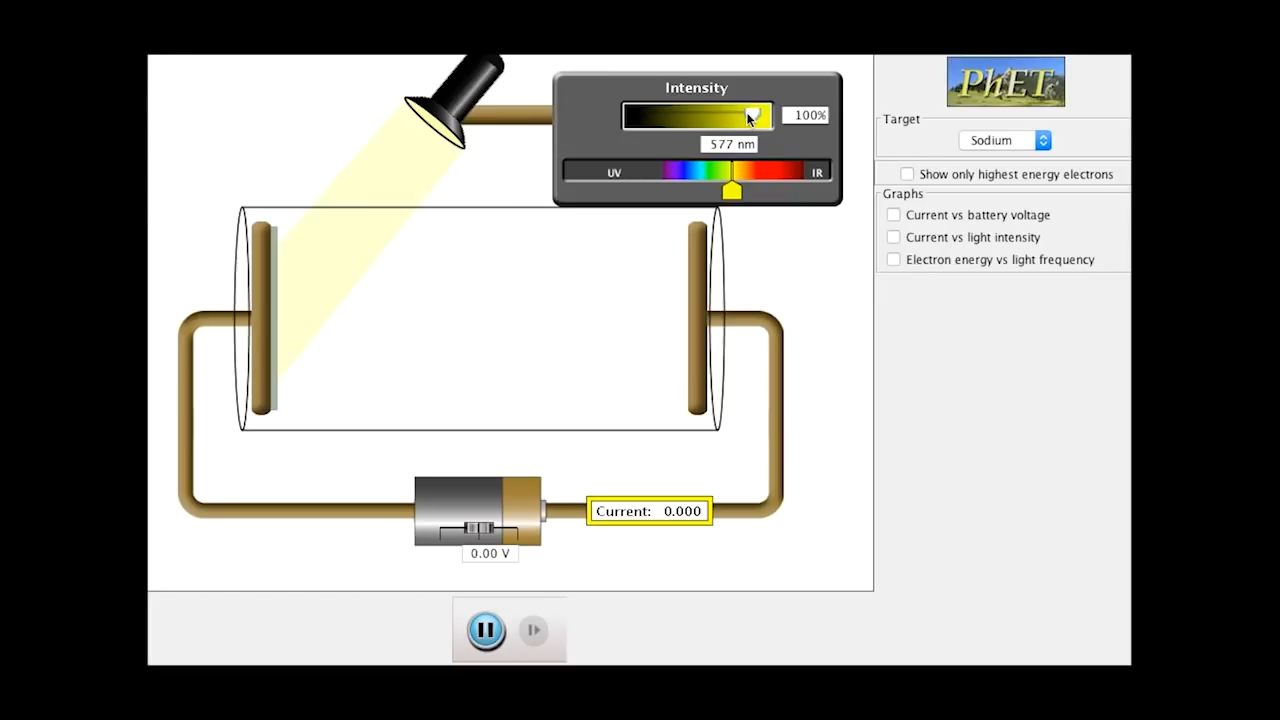 PhET
Intensity
100%
577 nm
UV
IR
Target
Sodium
Show only highest energy electrons
Graphs
Current vs battery voltage
Current vs light intensity
Electron energy vs light frequency
Current: 0.000
0.00 V